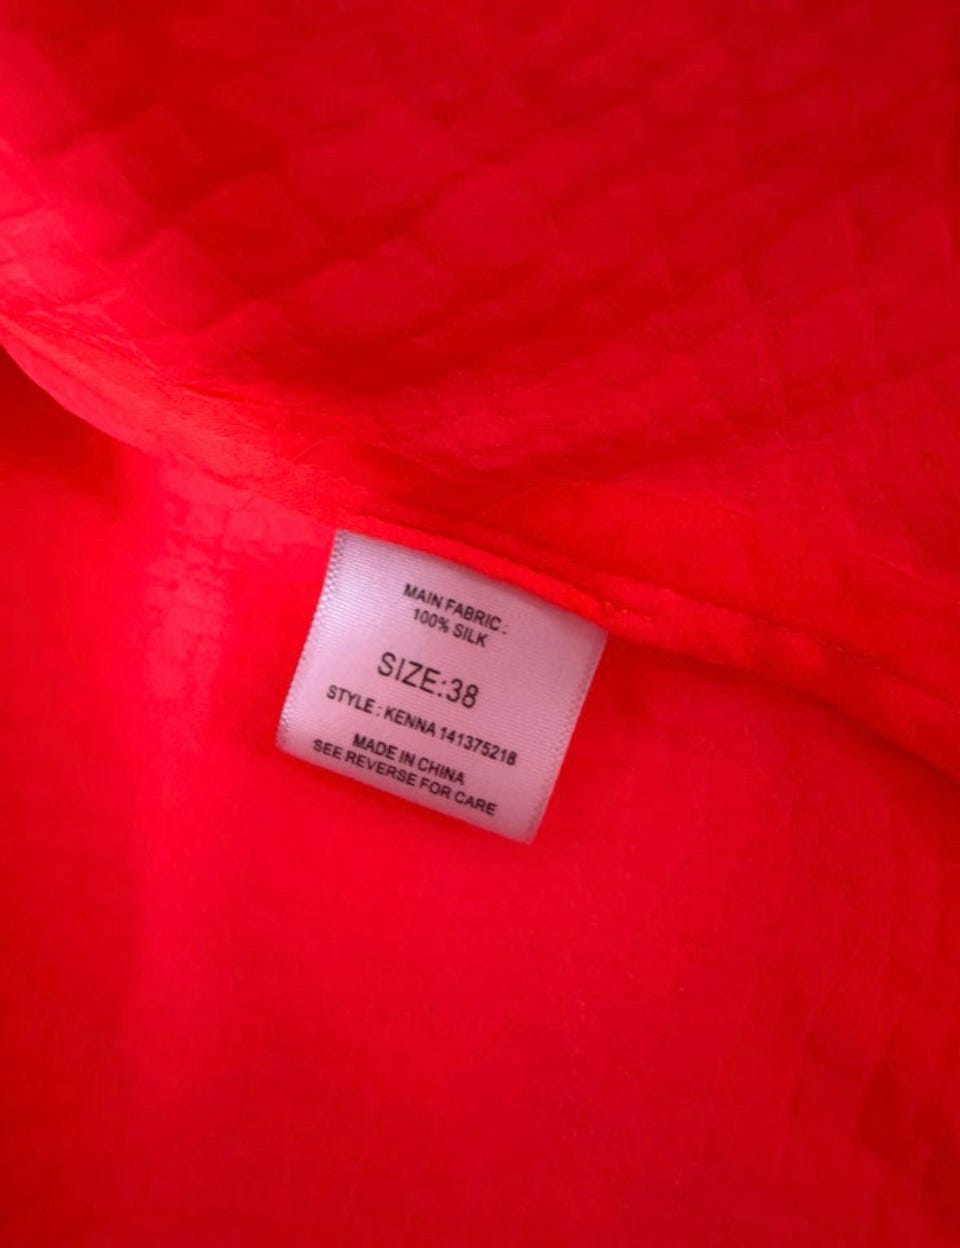 MAIN FABRIC :
100% SILK
SIZE:38
STYLE : KENNA 141375218
MADE IN CHINA
SEE REVERSE FOR CARE